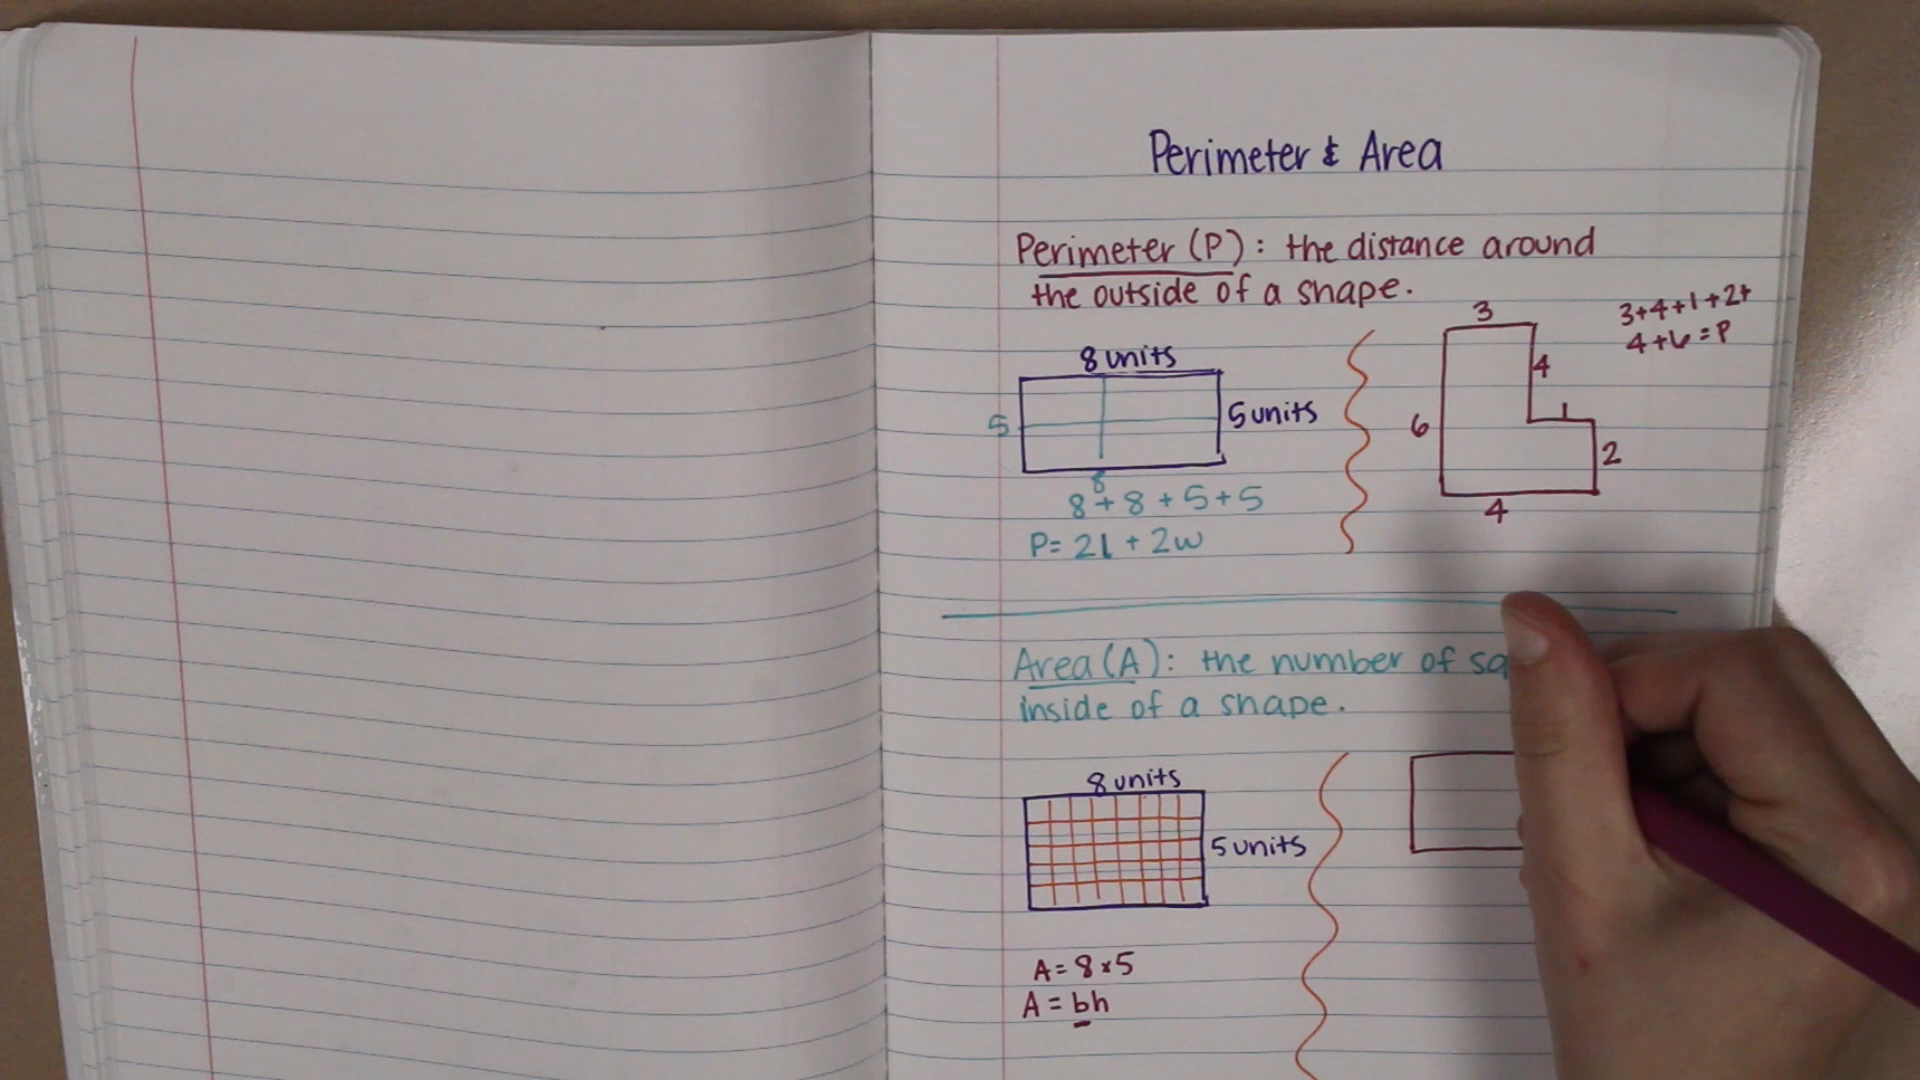 Perimeter & Area
Perimeter (P): the distance around
the outside of a shape.
8 units
5 units
5
8
8 + 8 + 5 + 5
P = 2l + 2w
3
4
1
2
4
6
3+4+1+2+
4+6=P
Area (A): the number of
inside of a shape.
8 units
5 units
A = 8 x 5
A = bh